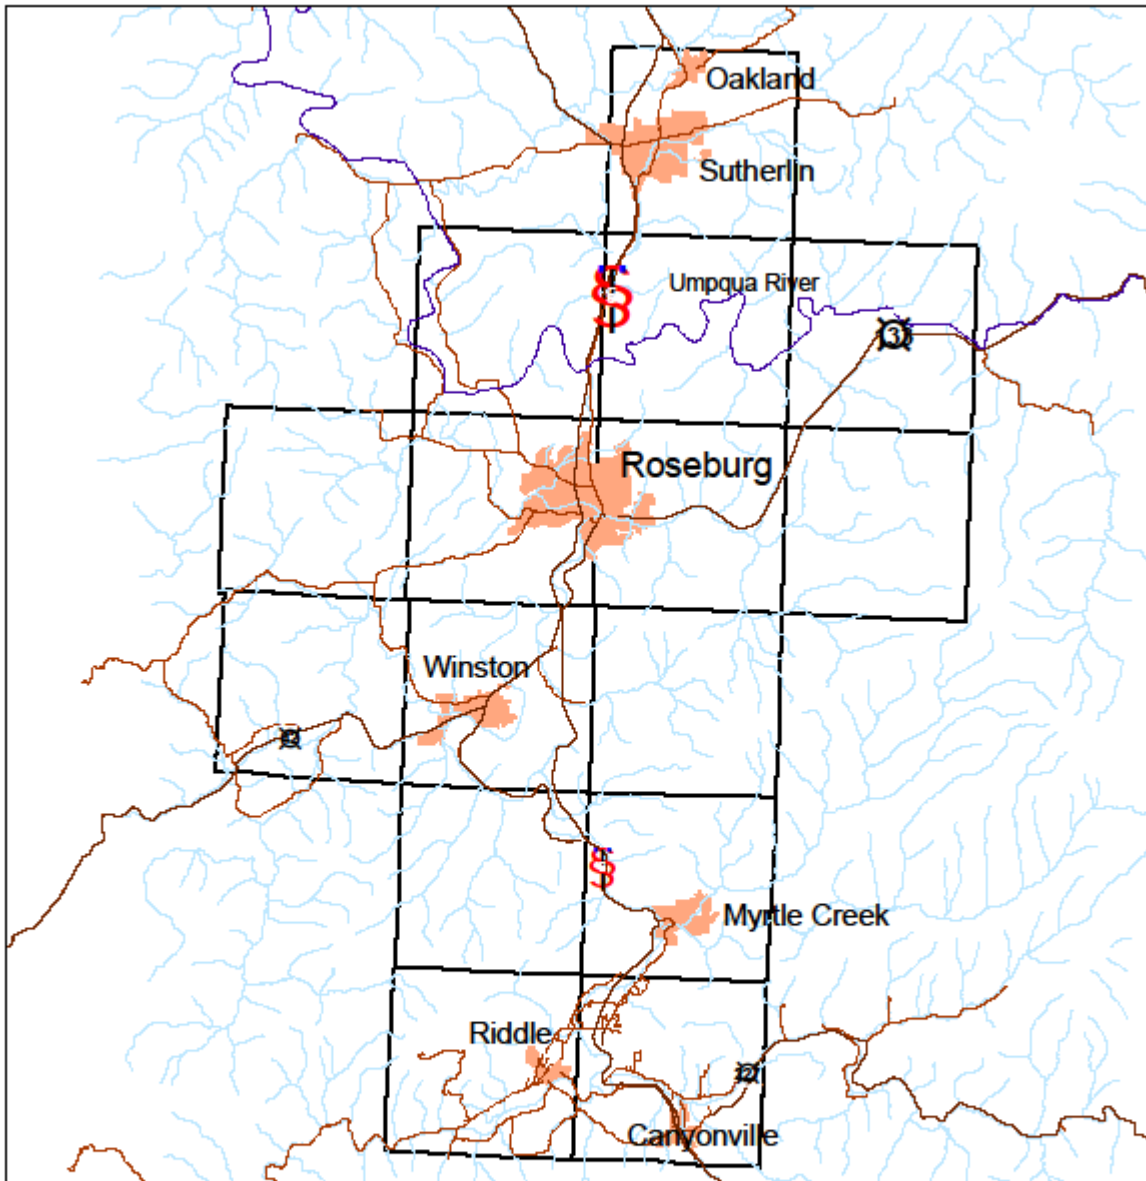 Oakland
Sutherlin
Umpqua River
Roseburg
Winston
Myrtle Creek
Riddle
Canyonville